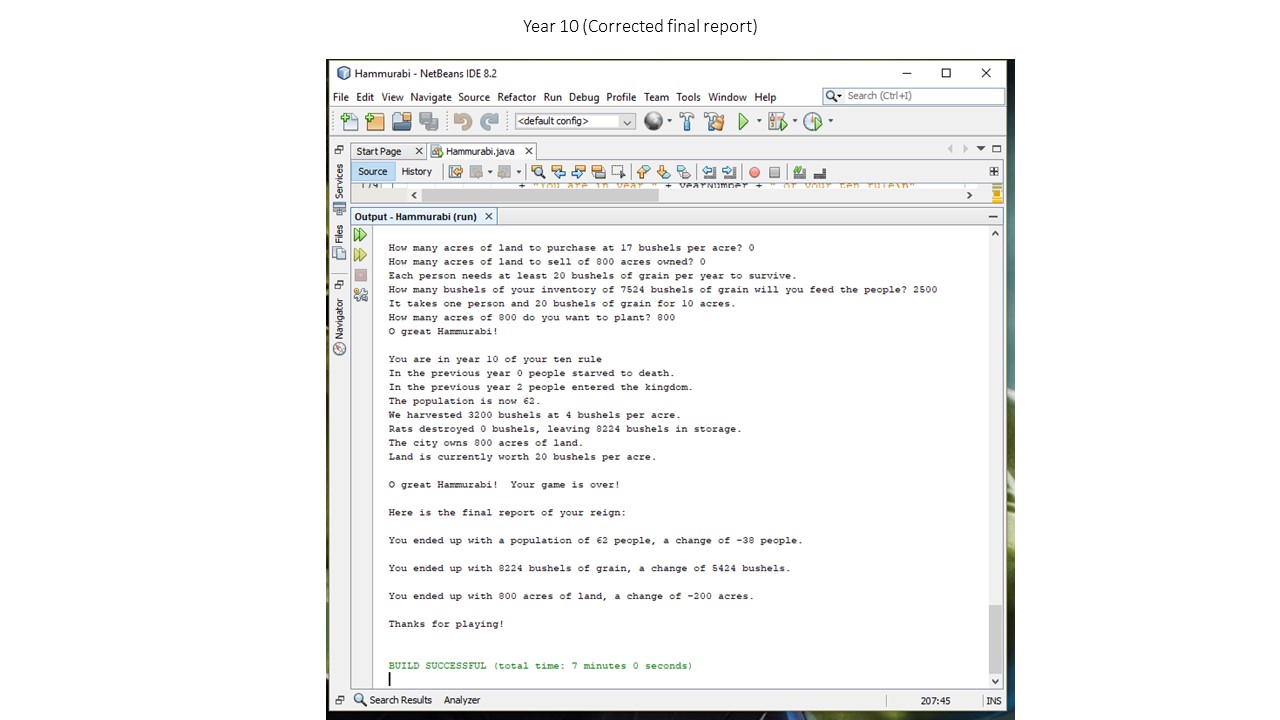 Year 10 (Corrected final report)
Hammurabi - NetBeans IDE 8.2
File Edit View Navigate Source Refactor Run Debug Profile Team Tools Window Help
Search (Ctrl+I)
<default config>
Start Page
Hammurabi.java
Source History
179 + "You are in year " + yearNumber + " of your ten rule\n"
Services
Files
Navigator
Output - Hammurabi (run)
How many acres of land to purchase at 17 bushels per acre? 0
How many acres of land to sell of 800 acres owned? 0
Each person needs at least 20 bushels of grain per year to survive.
How many bushels of your inventory of 7524 bushels of grain will you feed the people? 2500
It takes one person and 20 bushels of grain for 10 acres.
How many acres of 800 do you want to plant? 800
O great Hammurabi!
You are in year 10 of your ten rule
In the previous year 0 people starved to death.
In the previous year 2 people entered the kingdom.
The population is now 62.
We harvested 3200 bushels at 4 bushels per acre.
Rats destroyed 0 bushels, leaving 8224 bushels in storage.
The city owns 800 acres of land.
Land is currently worth 20 bushels per acre.
O great Hammurabi!  Your game is over!
Here is the final report of your reign:
You ended up with a population of 62 people, a change of -38 people.
You ended up with 8224 bushels of grain, a change of 5424 bushels.
You ended up with 800 acres of land, a change of -200 acres.
Thanks for playing!
BUILD SUCCESSFUL (total time: 7 minutes 0 seconds)
Search Results Analyzer
207:45 INS